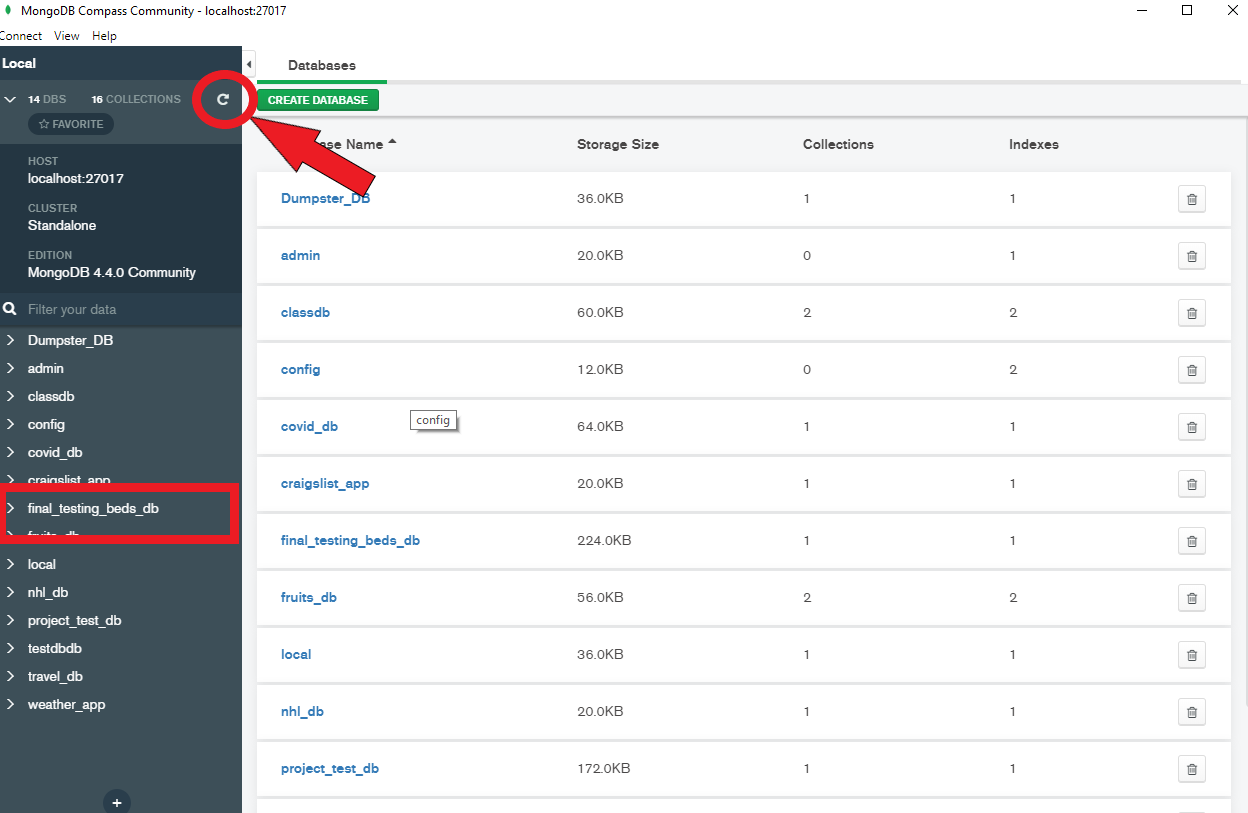 MongoDB Compass Community - localhost:27017
Connect View Help
Local
Databases
14 DBS 16 COLLECTIONS
CREATE DATABASE
FAVORITE
ase Name Storage Size Collections Indexes
HOST
localhost:27017
CLUSTER
Standalone
EDITION
MongoDB 4.4.0 Community
Filter your data
Dumpster_DB
admin
classdb
config
covid_db
craigslist_app
final_testing_beds_db
fruits_db
local
nhl_db
project_test_db
testdbdb
travel_db
weather_app
+
Dumpster_DB 36.0KB 1 1
admin 20.0KB 0 1
classdb 60.0KB 2 2
config 12.0KB 0 2
config
covid_db 64.0KB 1 1
craigslist_app 20.0KB 1 1
final_testing_beds_db 224.0KB 1 1
fruits_db 56.0KB 2 2
local 36.0KB 1 1
nhl_db 20.0KB 1 1
project_test_db 172.0KB 1 1